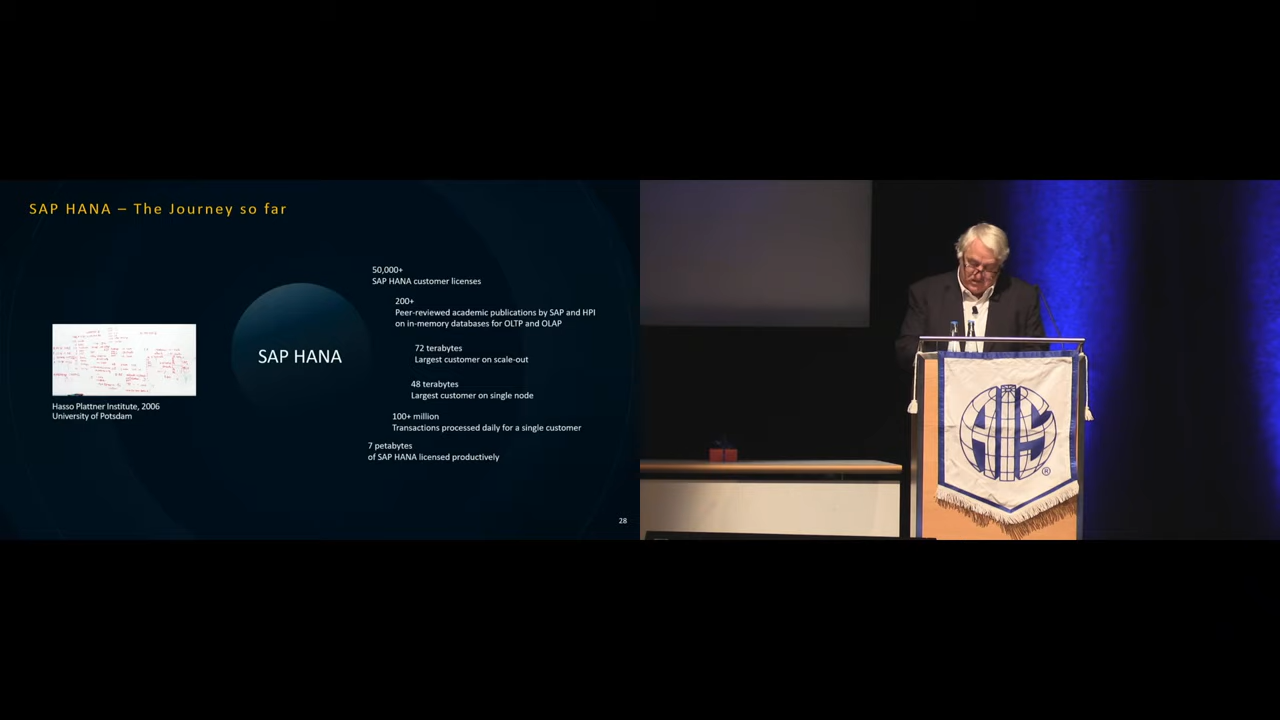 SAP HANA – The Journey so far
50,000+
SAP HANA customer licenses
200+
Peer-reviewed academic publications by SAP and HPI
on in-memory databases for OLTP and OLAP
SAP HANA
72 terabytes
Largest customer on scale-out
48 terabytes
Largest customer on single node
Hasso Plattner Institute, 2006
University of Potsdam
100+ million
Transactions processed daily for a single customer
7 petabytes
of SAP HANA licensed productively
28
®